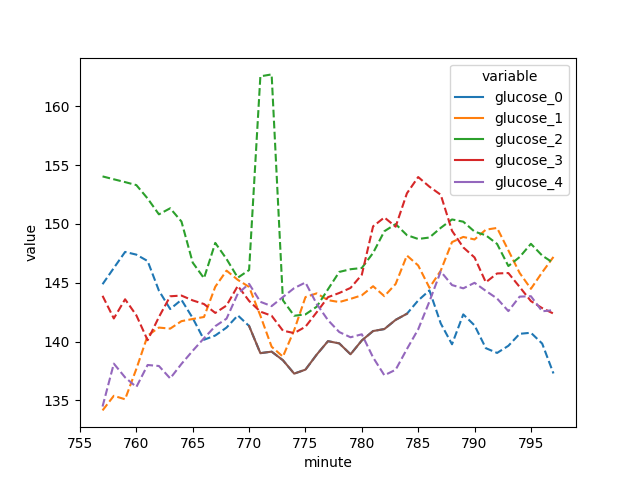 variable
glucose_0
glucose_1
glucose_2
glucose_3
glucose_4
value
160
155
150
145
140
135
755 760 765 770 775 780 785 790 795
minute